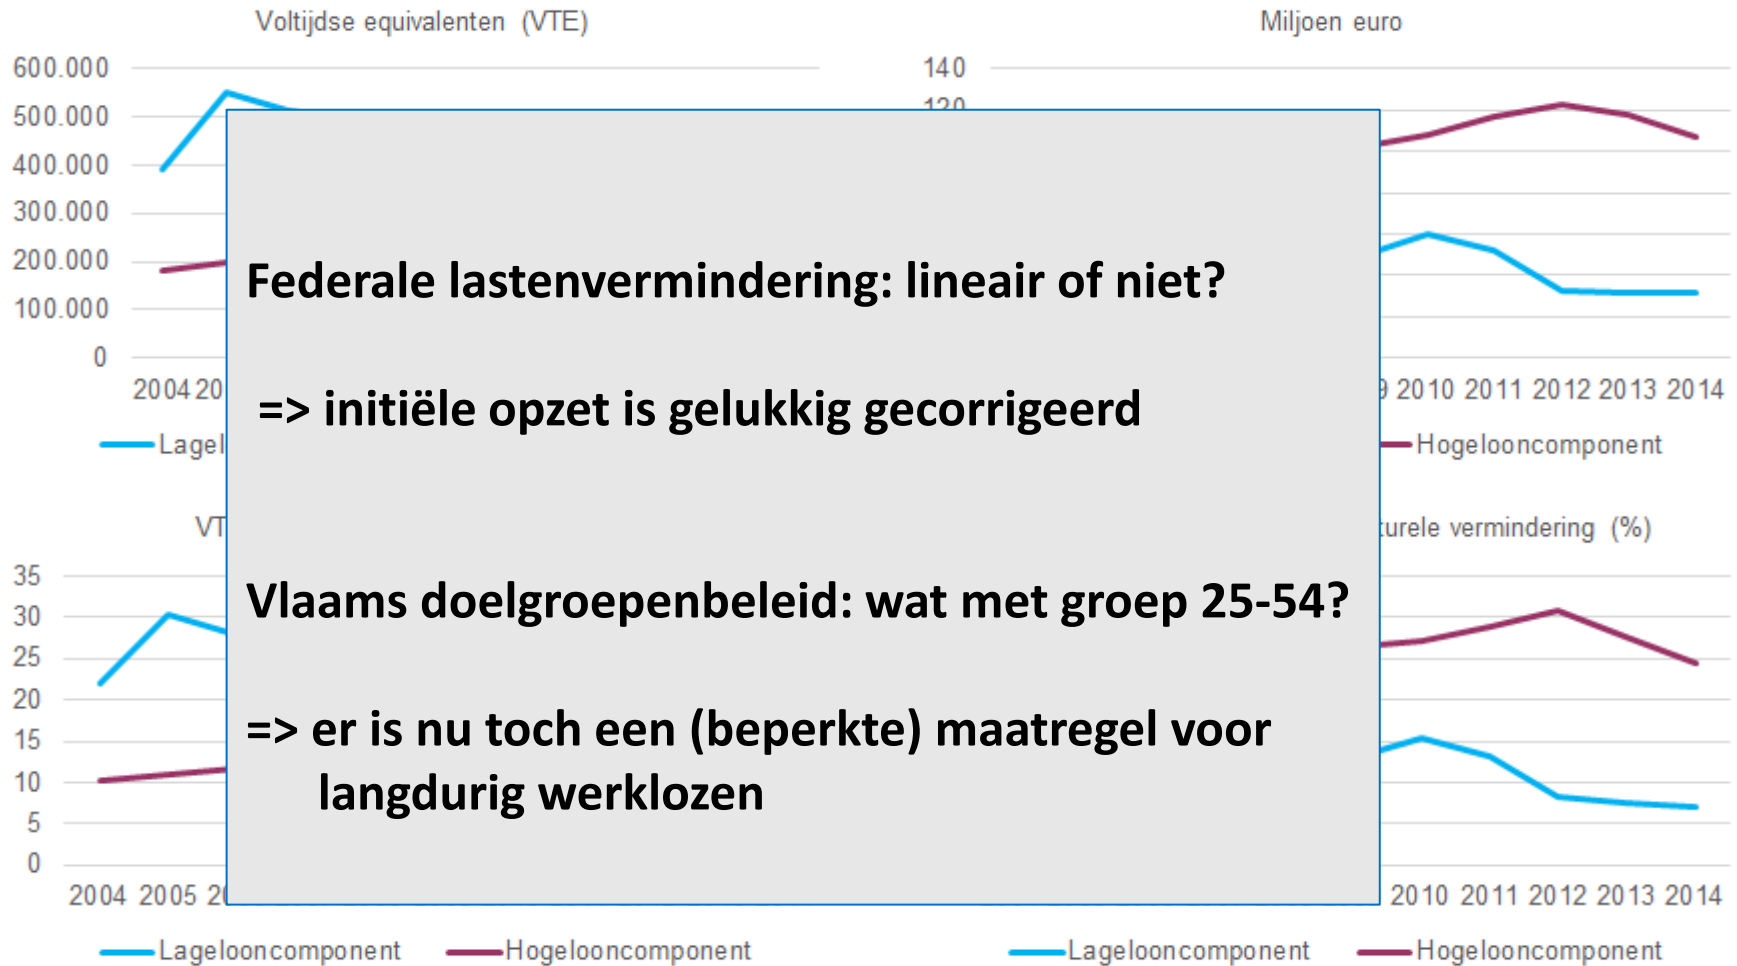 Voltijdse equivalenten (VTE)
600.000
500.000
400.000
300.000
200.000
100.000
0
2004
Miljoen euro
140
120
2010 2011 2012 2013 2014
Hogelooncomponent
Federale lastenvermindering: lineair of niet?
=> initiële opzet is gelukkig gecorrigeerd
Vlaams doelgroepenbeleid: wat met groep 25-54?
=> er is nu toch een (beperkte) maatregel voor
langdurig werklozen
35
30
25
20
15
10
5
0
2004 2005
Lagelooncomponent Hogelooncomponent
vermindering (%)
2010 2011 2012 2013 2014
Lagelooncomponent Hogelooncomponent